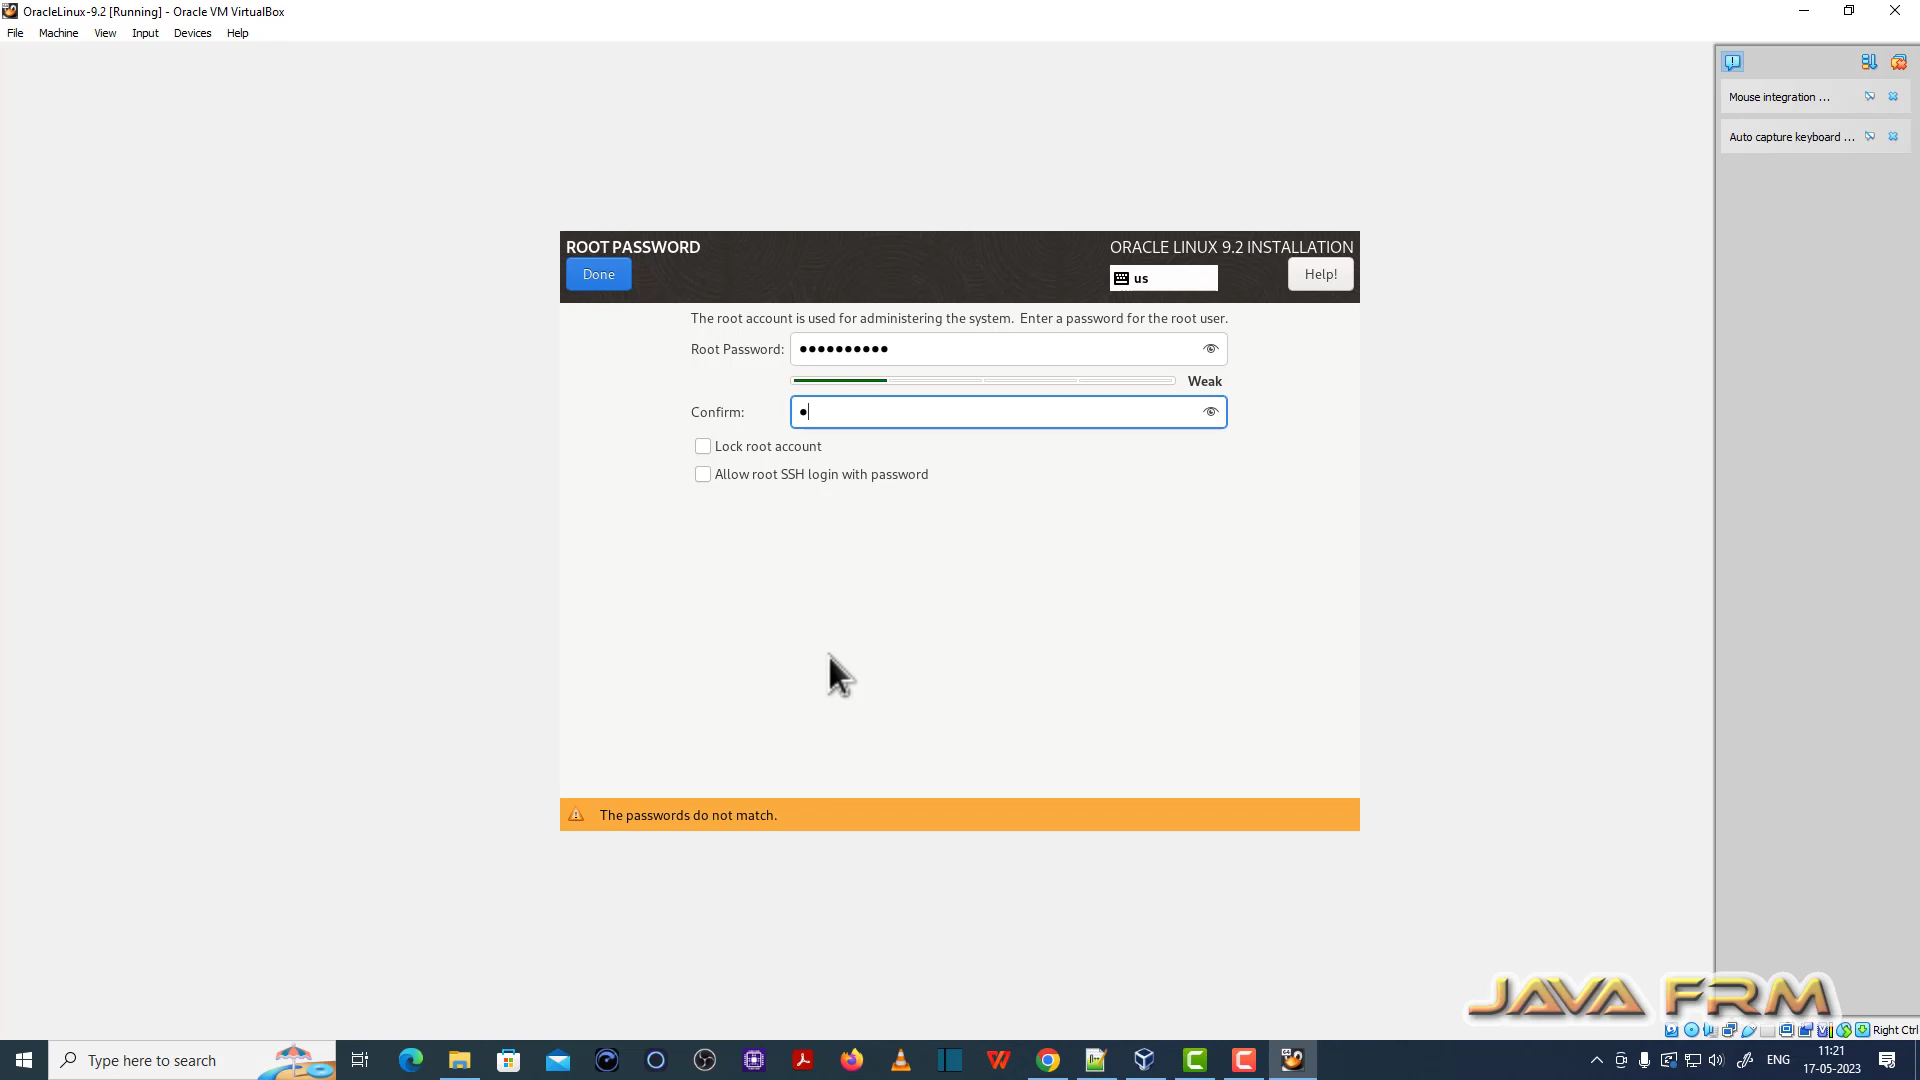 OracleLinux-9.2 [Running] - Oracle VM VirtualBox
File Machine View Input Devices Help
Mouse integration ...
Auto capture keyboard ...
ROOT PASSWORD
ORACLE LINUX 9.2 INSTALLATION
Done
us
Help!
The root account is used for administering the system. Enter a password for the root user.
Root Password: ●●●●●●●●●●
Weak
Confirm: ●
Lock root account
Allow root SSH login with password
The passwords do not match.
JAVA FRM
Right Ctrl
Type here to search
ENG
11:21
17-05-2023